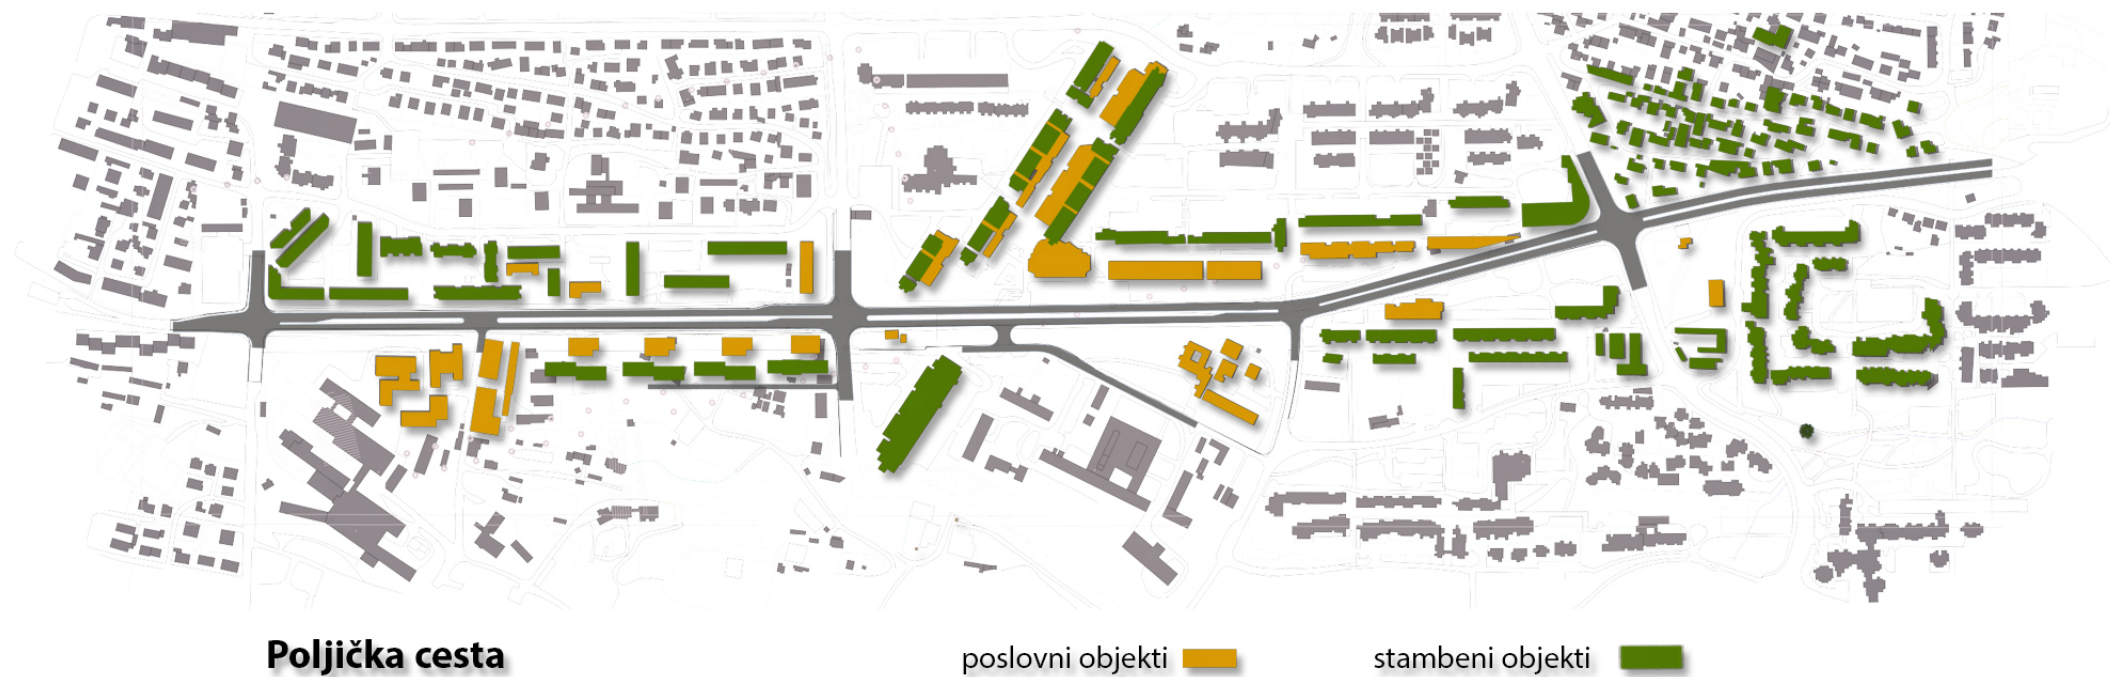 Poljička cesta
poslovni objekti
stambeni objekti